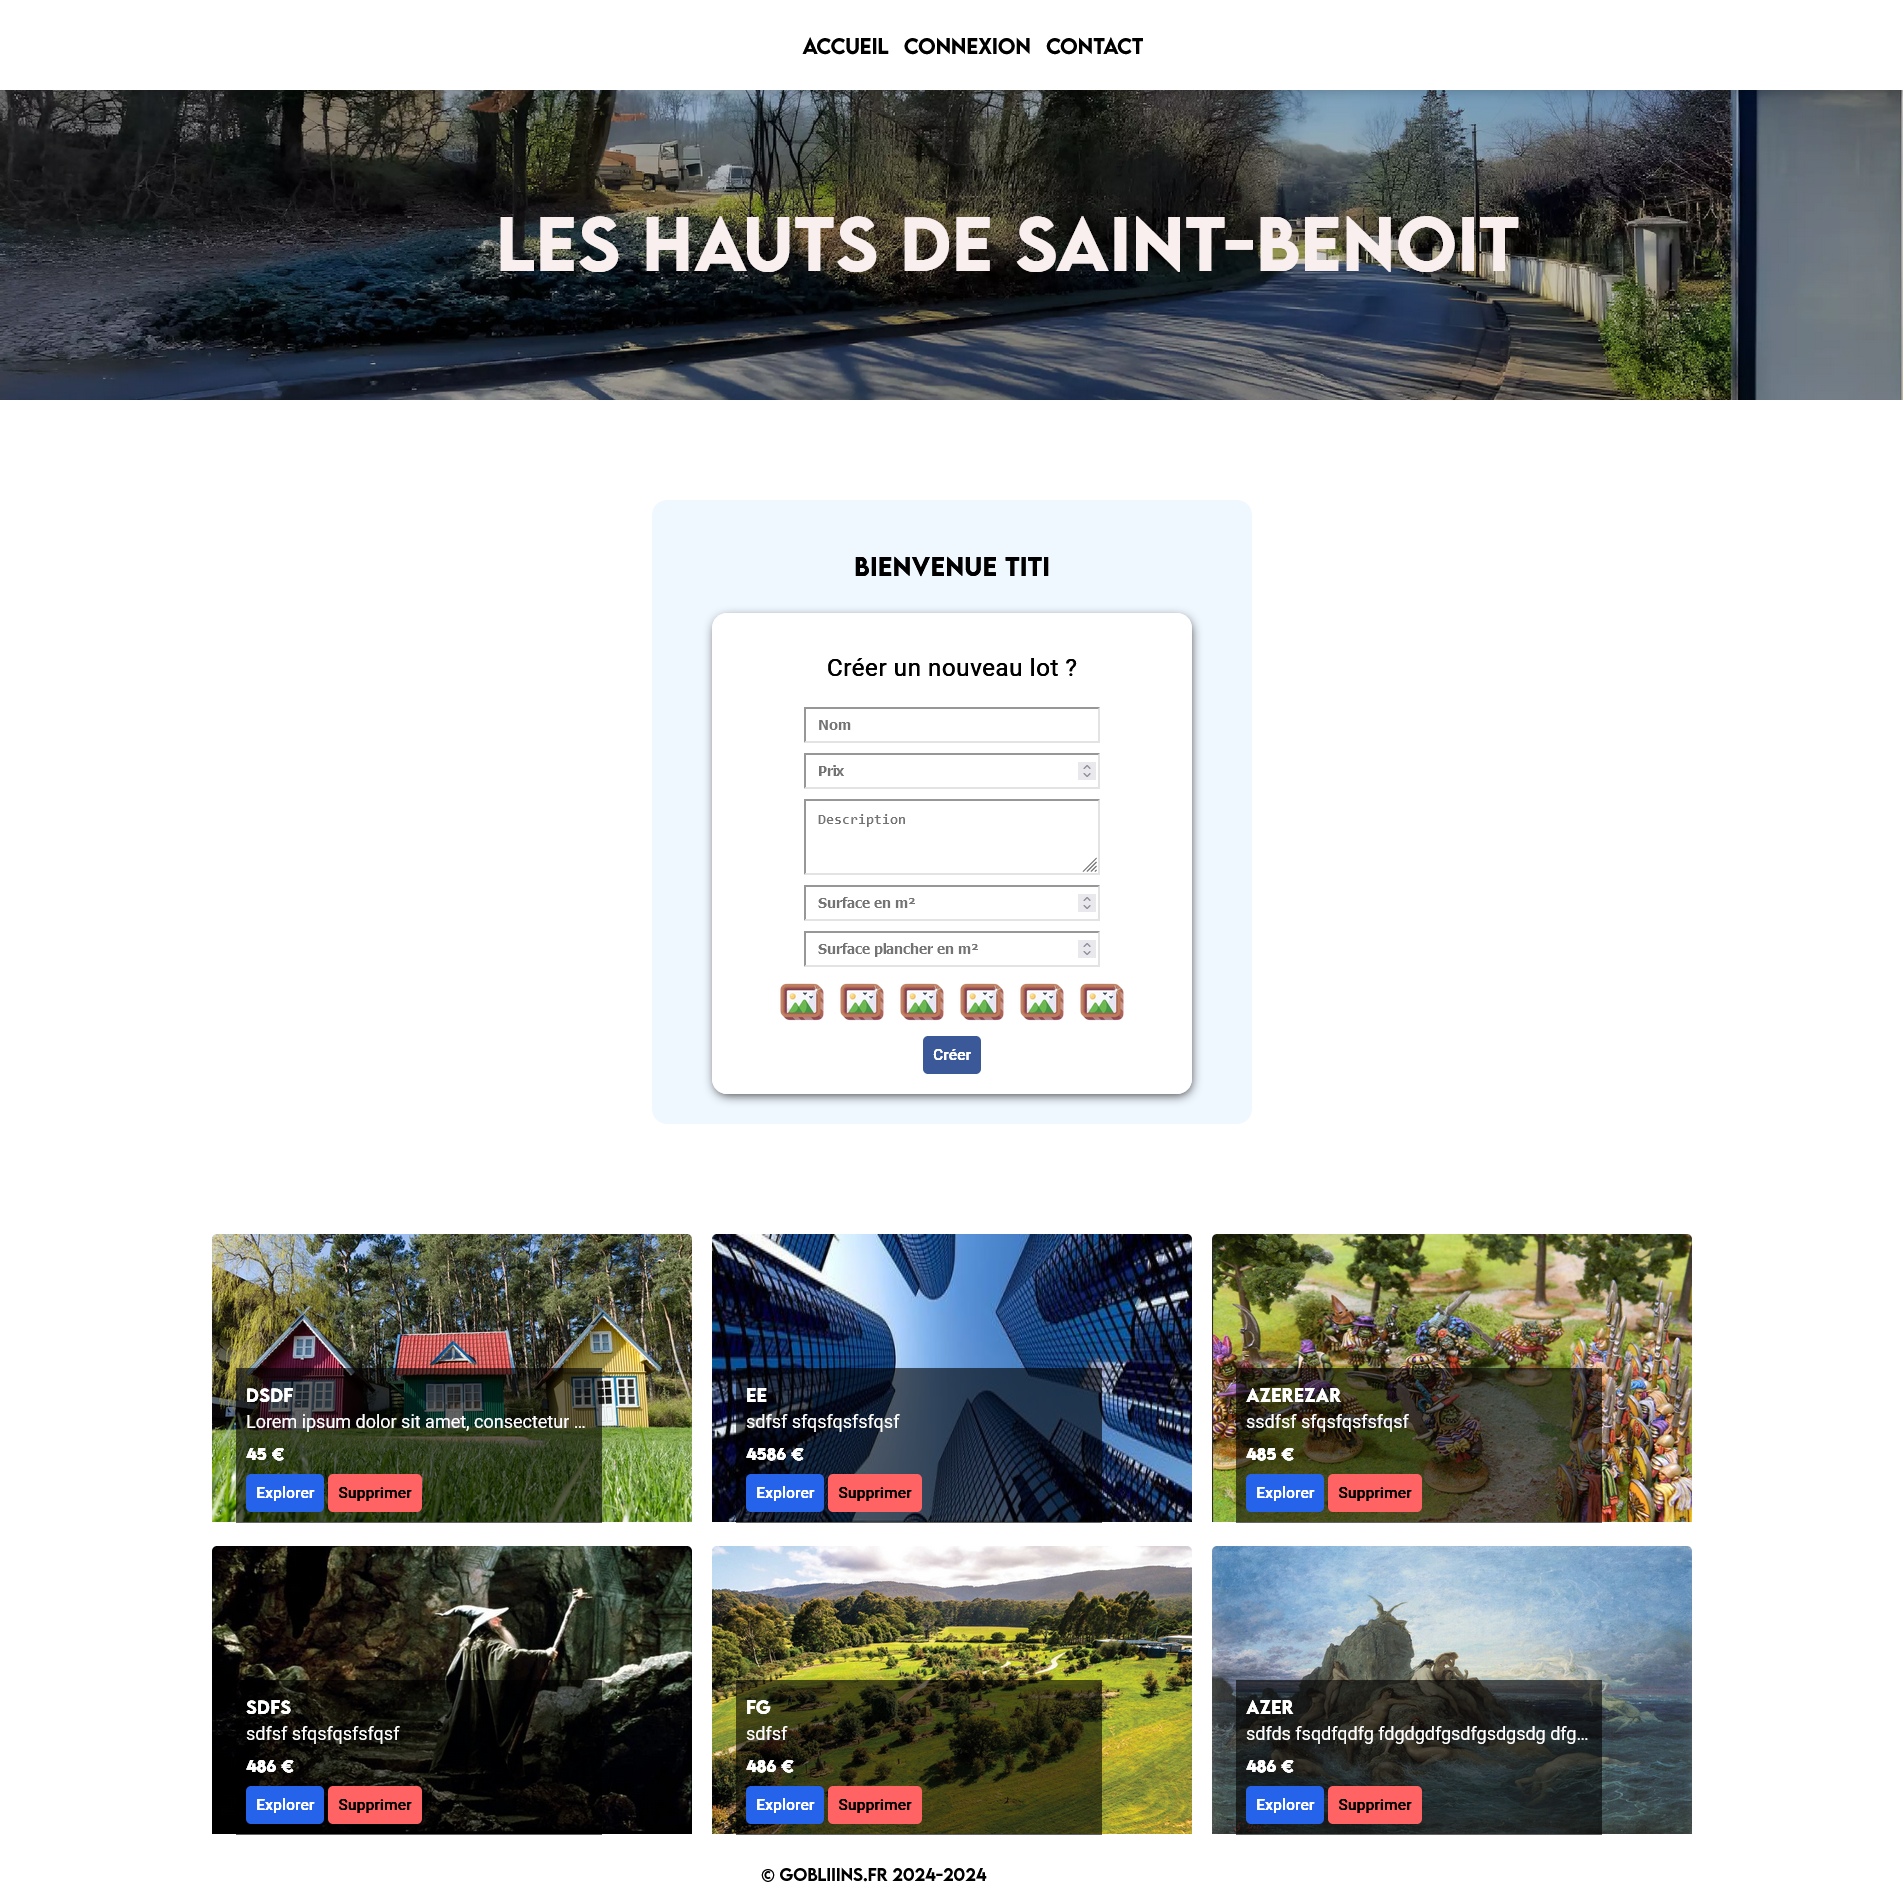 ACCUEIL CONNEXION CONTACT
LES HAUTS DE SAINT-BENOIT
BIENVENUE TITI
Créer un nouveau lot ?
Nom
Prix
Description
Surface en m²
Surface plancher en m²
Créer
DSDF
Lorem ipsum dolor sit amet, consectetur ...
45 €
Explorer Supprimer
EE
sdfsf sfqsfqsfsfqsf
4586 €
Explorer Supprimer
AZEREZAR
ssdfsf sfqsfqsfsfqsf
485 €
Explorer Supprimer
SDFS
sdfsf sfqsfqsfsfqsf
486 €
Explorer Supprimer
FG
sdfsf
486 €
Explorer Supprimer
AZER
sdfds fsqdfqdfg fdgdgdfgsdfgsdgsdg dfg...
486 €
Explorer Supprimer
© GOBLIIINS.FR 2024-2024